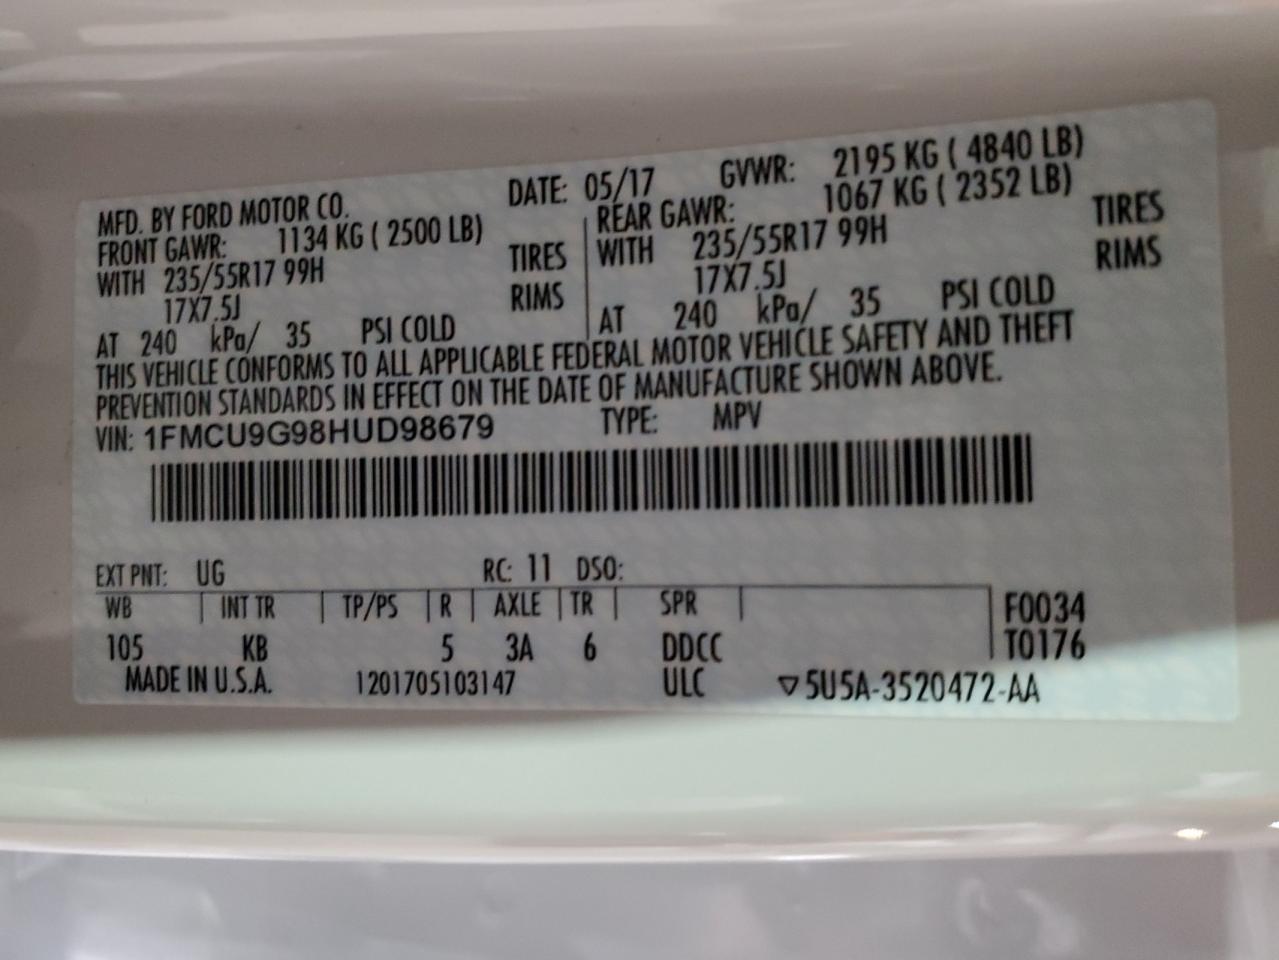 MFD. BY FORD MOTOR CO. DATE: 05/17 GVWR: 2195 KG ( 4840 LB)
FRONT GAWR: 1134 KG ( 2500 LB) REAR GAWR: 1067 KG ( 2352 LB)
WITH 235/55R17 99H TIRES WITH 235/55R17 99H TIRES
17X7.5J RIMS 17X7.5J RIMS
AT 240 kPa/ 35 PSI COLD AT 240 kPa/ 35 PSI COLD
THIS VEHICLE CONFORMS TO ALL APPLICABLE FEDERAL MOTOR VEHICLE SAFETY AND THEFT
PREVENTION STANDARDS IN EFFECT ON THE DATE OF MANUFACTURE SHOWN ABOVE.
VIN: 1FMCU9G98HUD98679 TYPE: MPV
EXT PNT: UG RC: 11 DSO:
WB INT TR TP/PS R AXLE TR SPR F0034
105 KB 5 3A 6 DDCC T0176
MADE IN U.S.A. 1201705103147 ULC ▽5U5A-3520472-AA